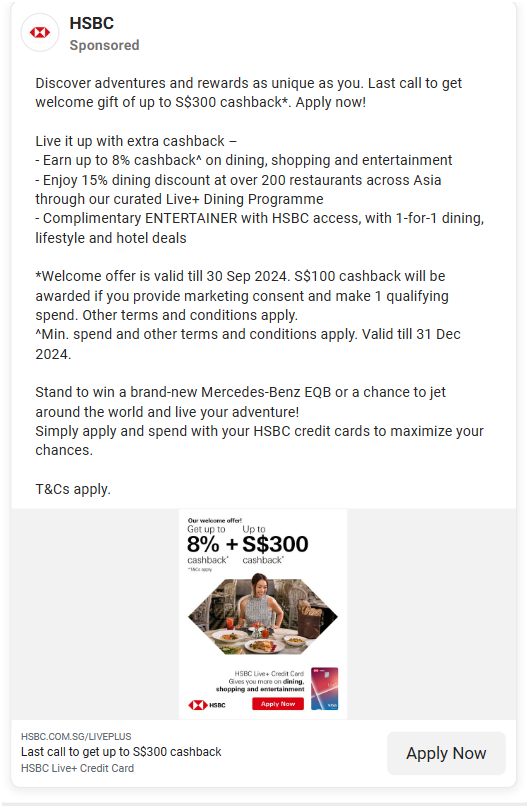 HSBC
Sponsored
Discover adventures and rewards as unique as you. Last call to get
welcome gift of up to S$300 cashback*. Apply now!
Live it up with extra cashback –
- Earn up to 8% cashback^ on dining, shopping and entertainment
- Enjoy 15% dining discount at over 200 restaurants across Asia
through our curated Live+ Dining Programme
- Complimentary ENTERTAINER with HSBC access, with 1-for-1 dining,
lifestyle and hotel deals
*Welcome offer is valid till 30 Sep 2024. S$100 cashback will be
awarded if you provide marketing consent and make 1 qualifying
spend. Other terms and conditions apply.
^Min. spend and other terms and conditions apply. Valid till 31 Dec
2024.
Stand to win a brand-new Mercedes-Benz EQB or a chance to jet
around the world and live your adventure!
Simply apply and spend with your HSBC credit cards to maximize your
chances.
T&Cs apply.
Our welcome offer!
Get up to Up to
8% + S$300
cashback* cashback*
*T&Cs apply
HSBC Live+ Credit Card
Gives you more on dining,
shopping and entertainment
HSBC Apply Now
VISA
HSBC.COM.SG/LIVEPLUS
Last call to get up to S$300 cashback
HSBC Live+ Credit Card
Apply Now